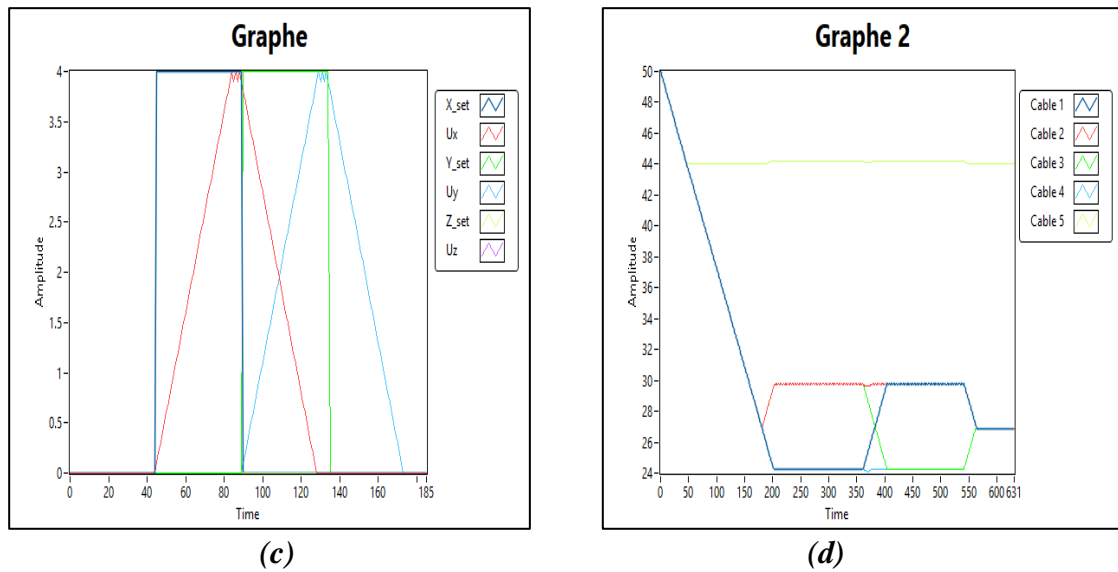 Graphe
4
3.5
3
2.5
2
1.5
1
0.5
0
Amplitude
0 20 40 60 80 100 120 140 160 185
Time
X_set
Ux
Y_set
Uy
Z_set
Uz
(c)
Graphe 2
50
48
46
44
42
40
38
36
34
32
30
28
26
24
Amplitude
0 50 100 150 200 250 300 350 400 450 500 550 600 631
Time
Cable 1
Cable 2
Cable 3
Cable 4
Cable 5
(d)